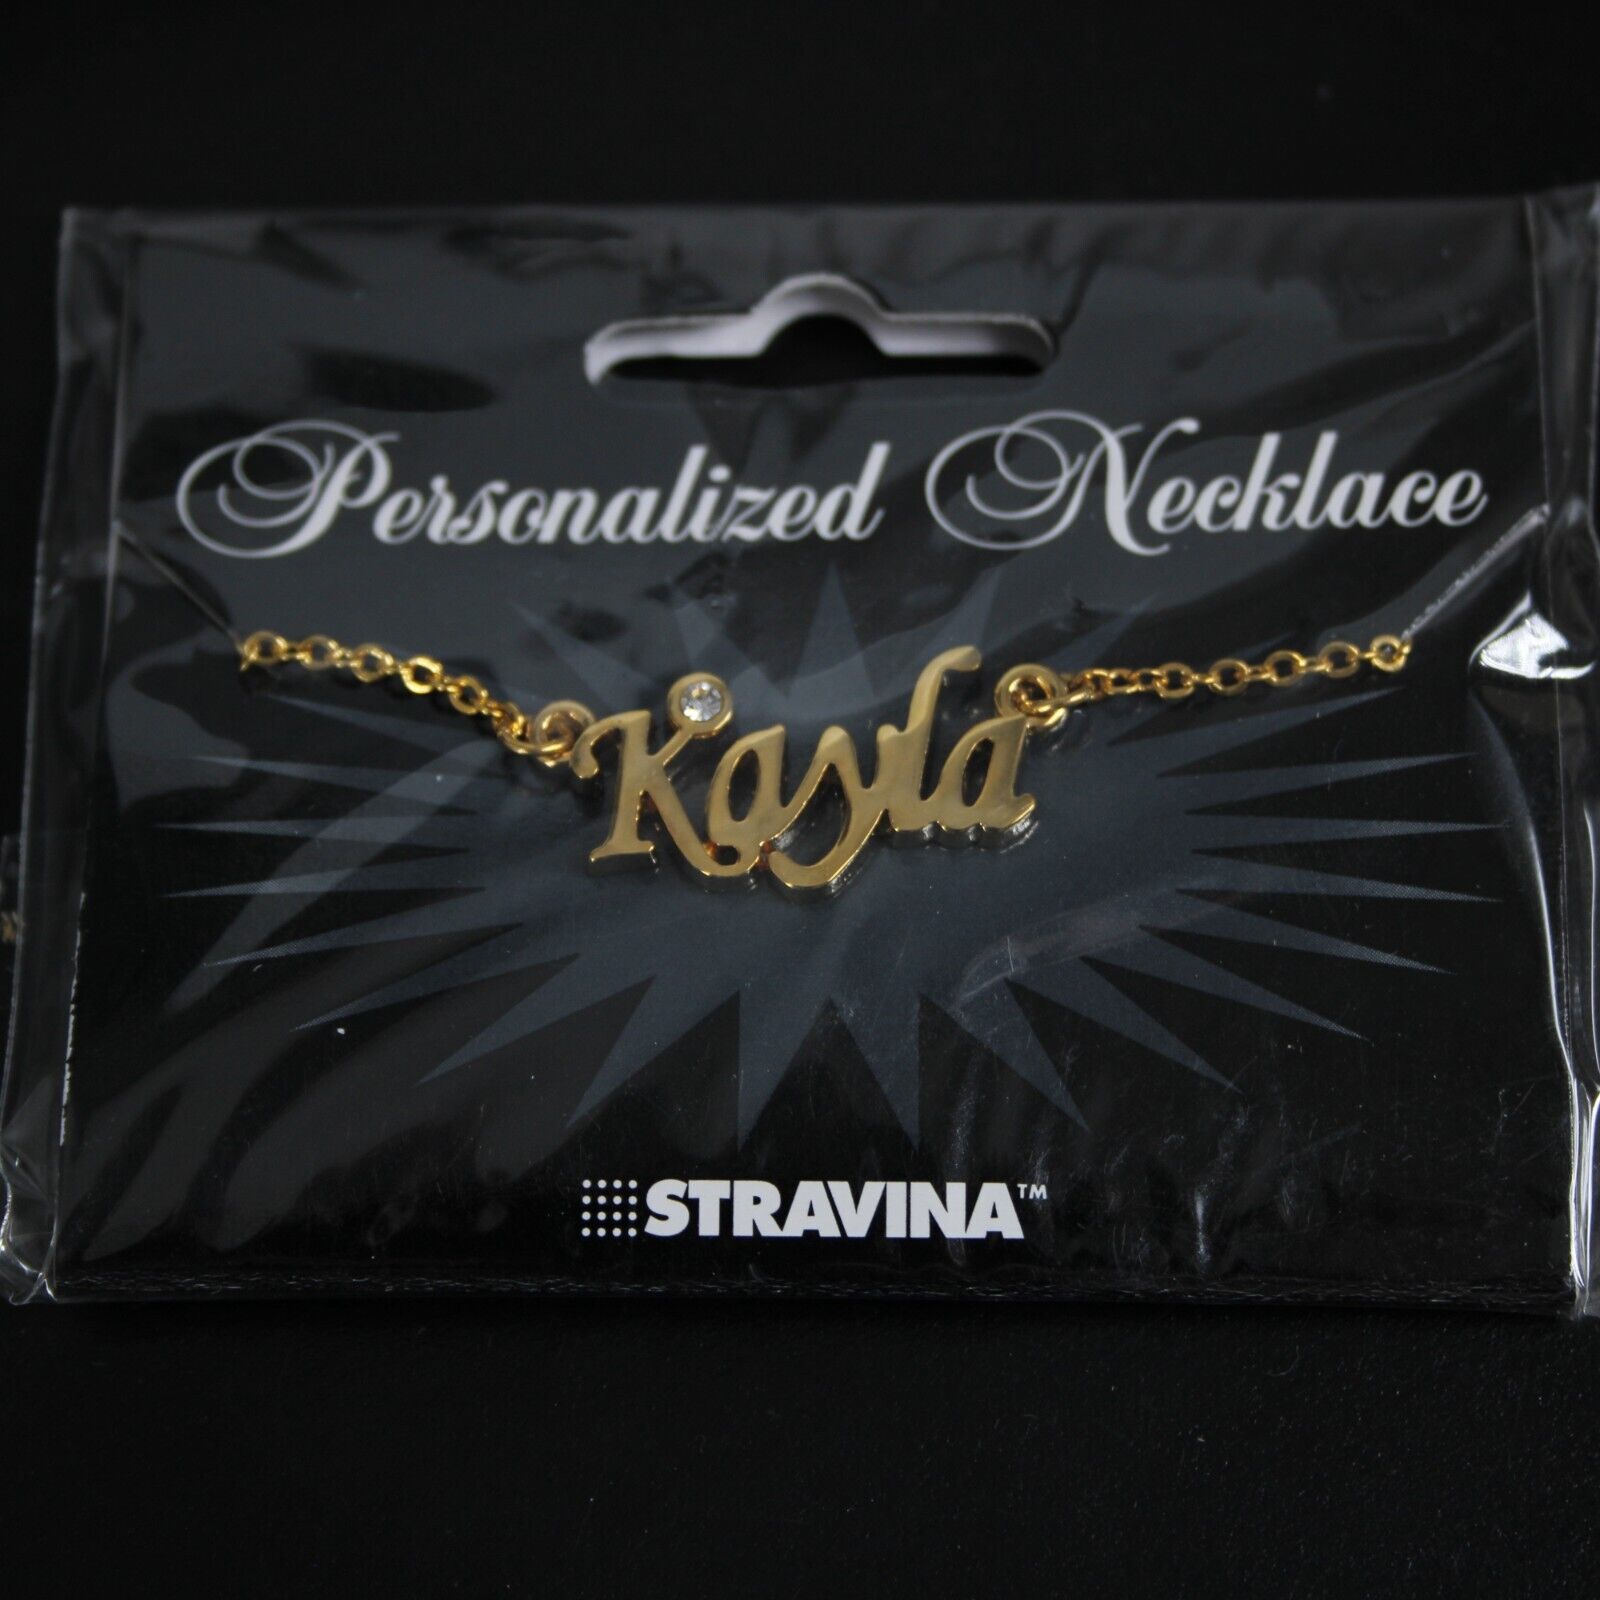 Personalized Necklace
Kayla
STRAVINA™